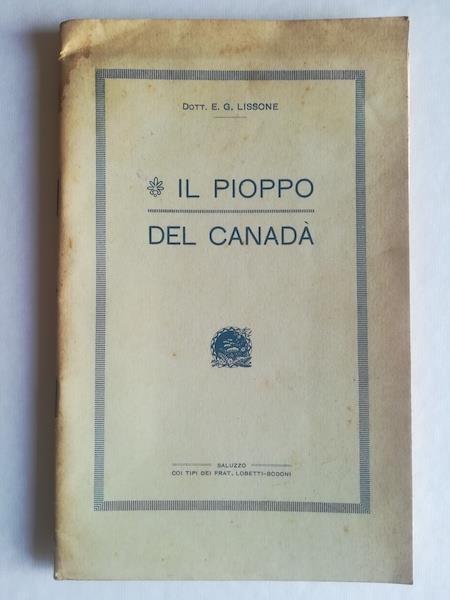 Dott. E. G. LISSONE
IL PIOPPO
DEL CANADÀ
SALUZZO
COI TIPI DEI FRAT. LOBETTI-BODONI